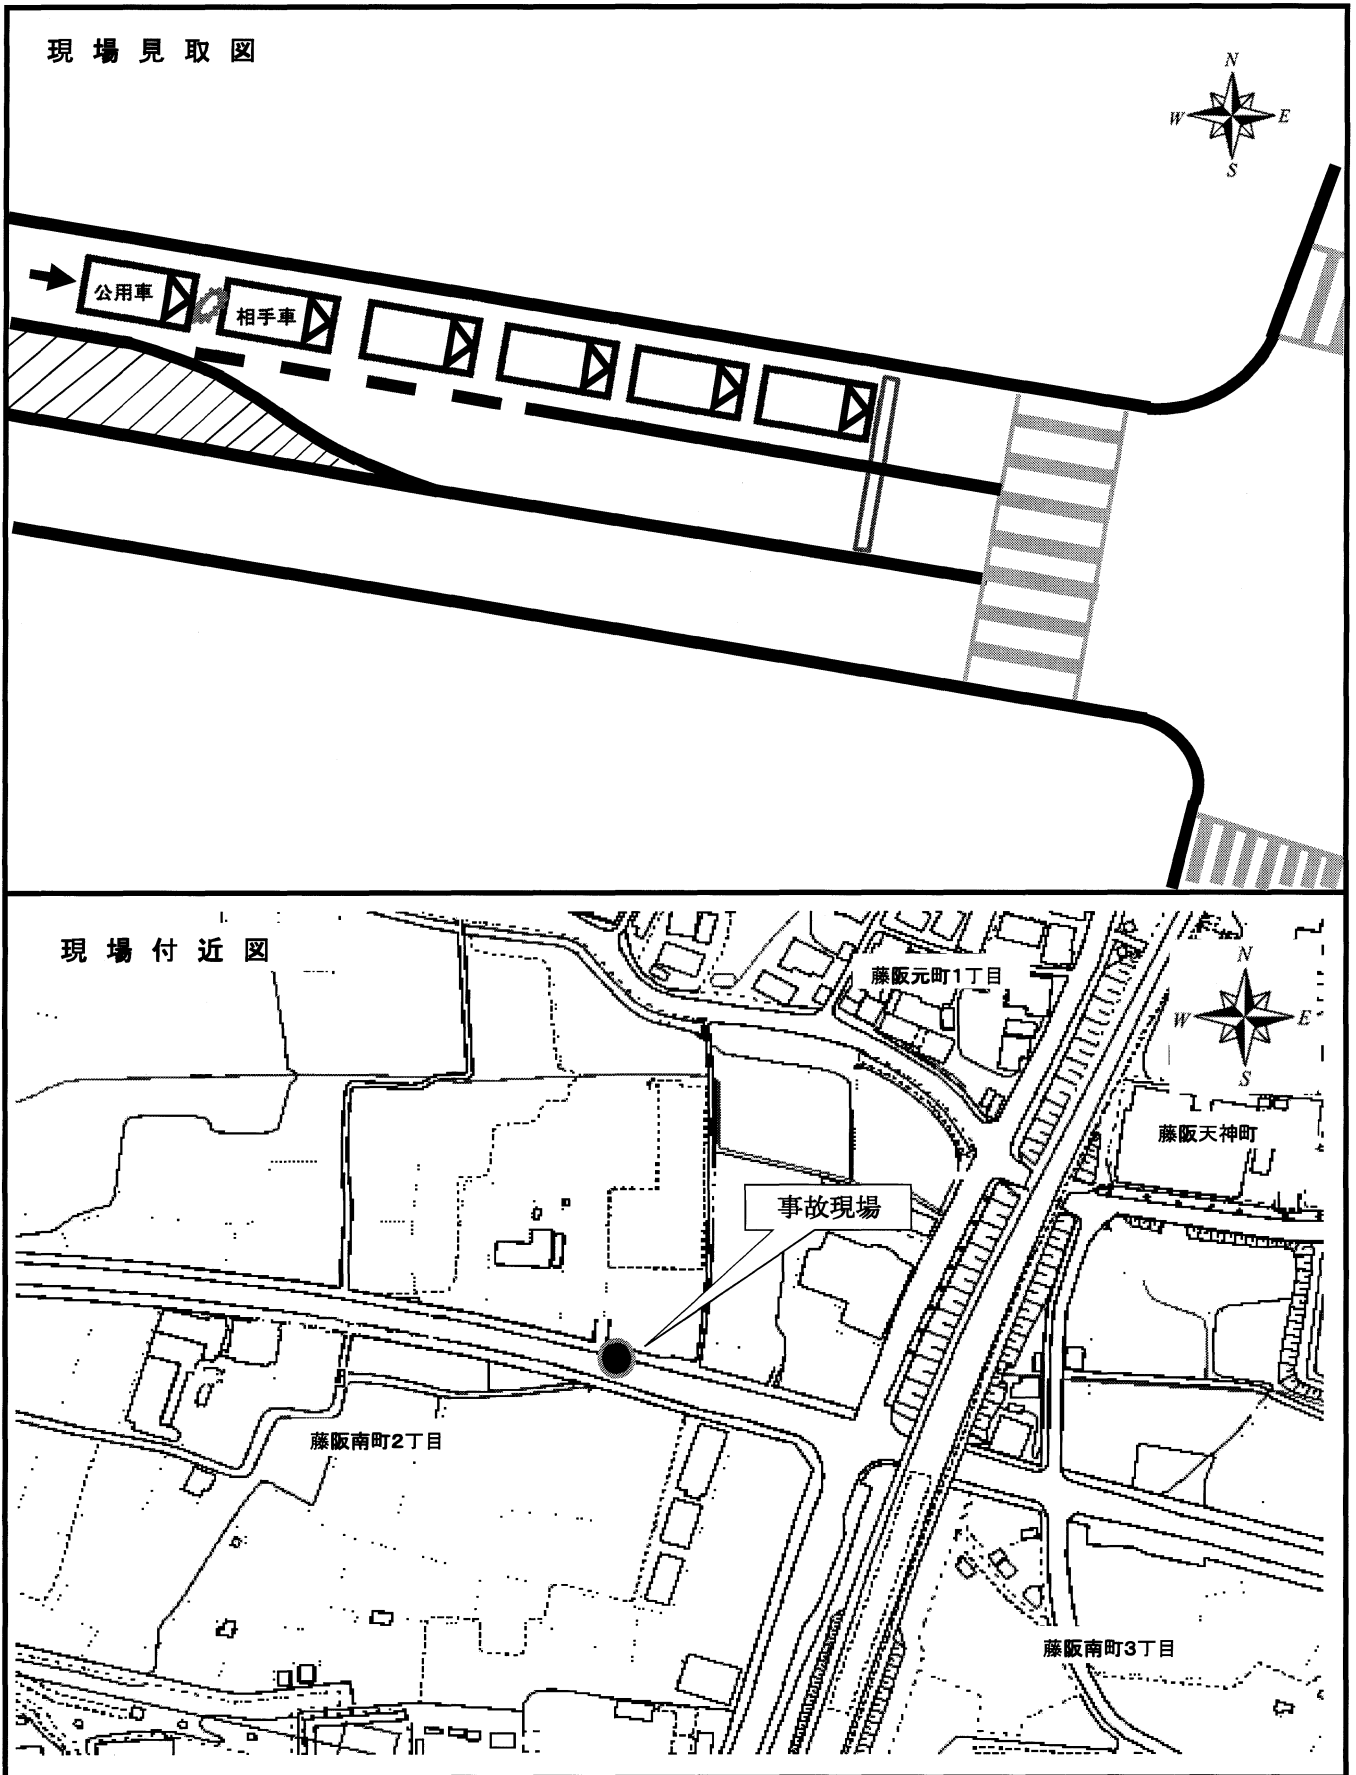 現場見取図
N
W E
S
公用車
相手車
現場付近図
藤阪元町1丁目
N
W E
S
藤阪天神町
事故現場
藤阪南町2丁目
藤阪南町3丁目